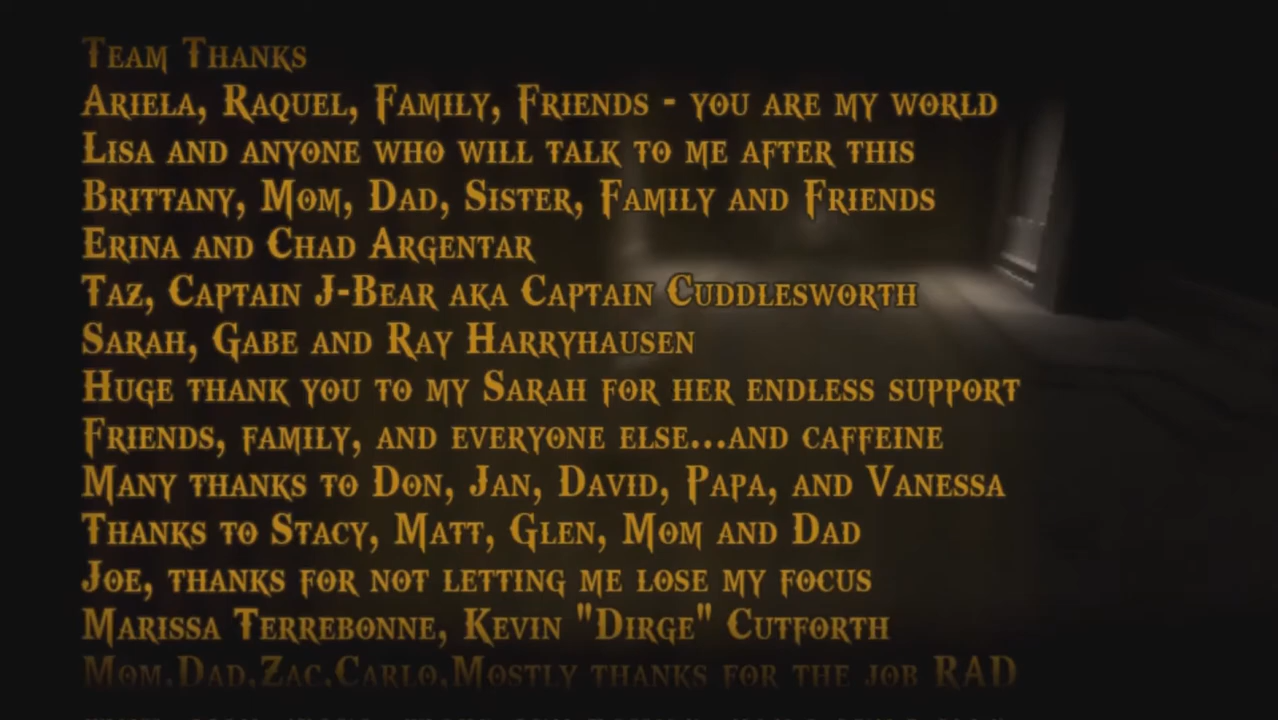 Team Thanks
Ariela, Raquel, Family, Friends - you are my world
Lisa and anyone who will talk to me after this
Brittany, Mom, Dad, Sister, Family and Friends
Erina and Chad Argentar
Taz, Captain J-Bear aka Captain Cuddlesworth
Sarah, Gabe and Ray Harryhausen
Huge thank you to my Sarah for her endless support
Friends, family, and everyone else...and caffeine
Many thanks to Don, Jan, David, Papa, and Vanessa
Thanks to Stacy, Matt, Glen, Mom and Dad
Joe, thanks for not letting me lose my focus
Marissa Terrebonne, Kevin "Dirge" Cutforth
Mom,Dad,Zac,Carlo,Mostly thanks for the job RAD